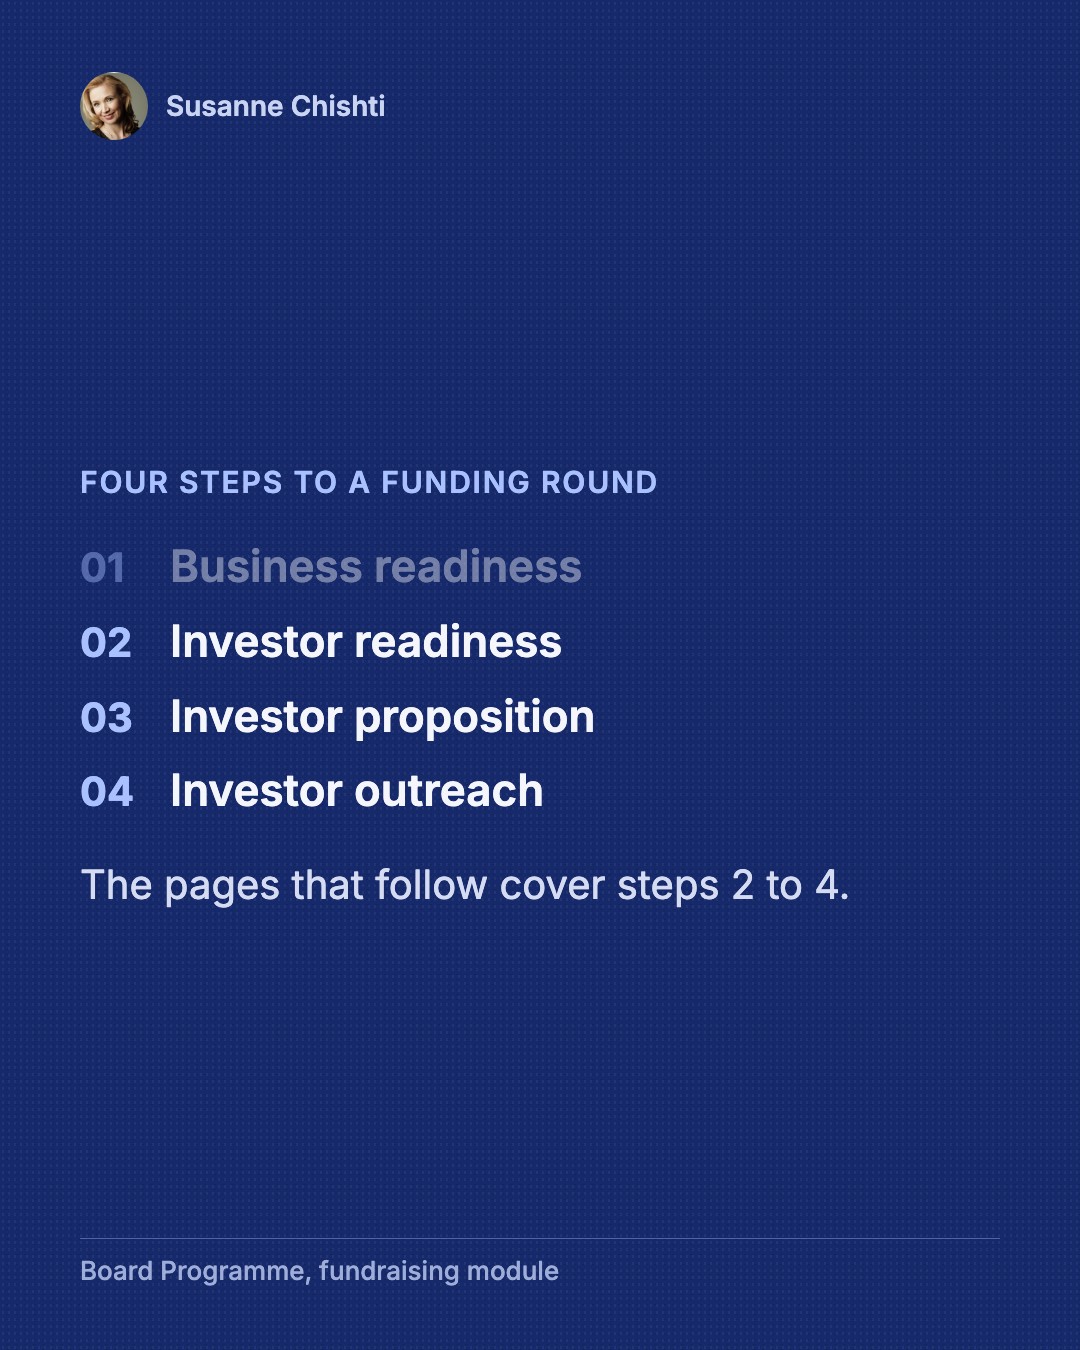 Susanne Chishti
FOUR STEPS TO A FUNDING ROUND
01 Business readiness
02 Investor readiness
03 Investor proposition
04 Investor outreach
The pages that follow cover steps 2 to 4.
Board Programme, fundraising module